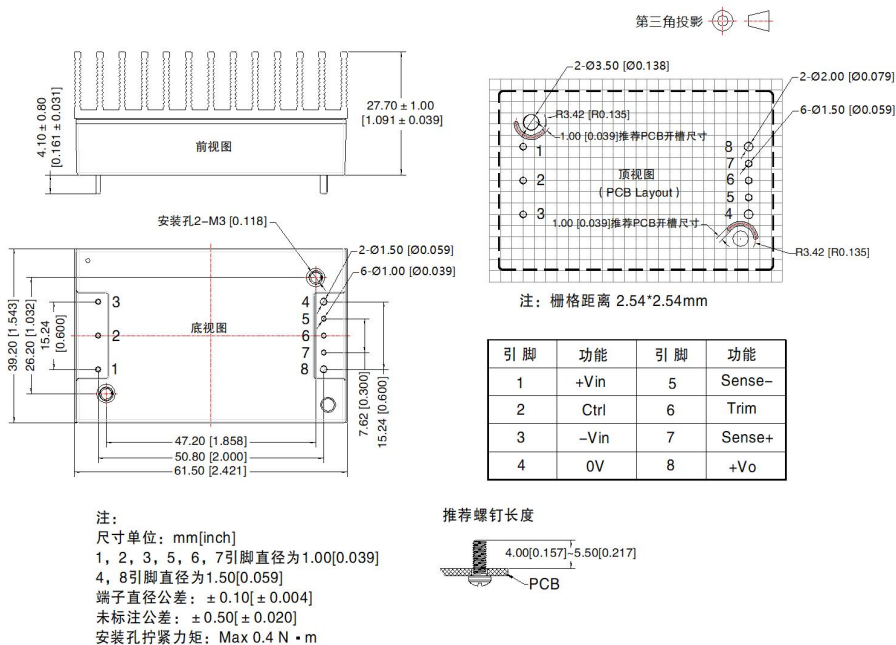 第三角投影
27.70 ± 1.00
[1.091 ± 0.039]
4.10 ± 0.80
[0.161 ± 0.031]
前视图
2-Ø3.50 [Ø0.138]
2-Ø2.00 [Ø0.079]
6-Ø1.50 [Ø0.059]
R3.42 [R0.135]
1.00 [0.039]推荐PCB开槽尺寸
1
2
3
8
7
6
5
4
顶视图
( PCB Layout )
1.00 [0.039]推荐PCB开槽尺寸
R3.42 [R0.135]
注：栅格距离 2.54*2.54mm
安装孔2-M3 [0.118]
2-Ø1.50 [Ø0.059]
6-Ø1.00 [Ø0.039]
39.20 [1.543]
26.20 [1.032]
15.24
[0.600]
3
2
1
底视图
4
5
6
7
8
7.62 [0.300]
15.24 [0.600]
47.20 [1.858]
50.80 [2.000]
61.50 [2.421]
引 脚 功能 引 脚 功能
1 +Vin 5 Sense-
2 Ctrl 6 Trim
3 -Vin 7 Sense+
4 0V 8 +Vo
注：
尺寸单位：mm[inch]
1，2，3，5，6，7引脚直径为1.00[0.039]
4，8引脚直径为1.50[0.059]
端子直径公差：± 0.10[± 0.004]
未标注公差：± 0.50[± 0.020]
安装孔拧紧力矩：Max 0.4 N · m
推荐螺钉长度
4.00[0.157]~5.50[0.217]
PCB